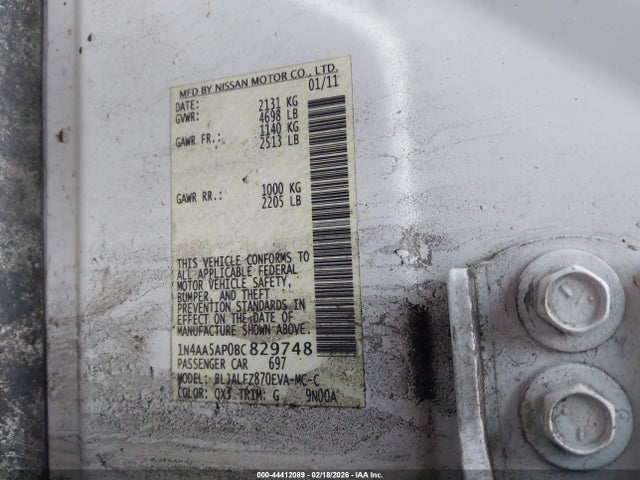 MFD BY NISSAN MOTOR CO., LTD.
DATE: 01/11
GVWR: 2131 KG
4698 LB
GAWR FR.: 1140 KG
2513 LB
GAWR RR.: 1000 KG
2205 LB
THIS VEHICLE CONFORMS TO
ALL APPLICABLE FEDERAL
MOTOR VEHICLE SAFETY,
BUMPER, AND THEFT
PREVENTION STANDARDS IN
EFFECT ON THE DATE OF
MANUFACTURE SHOWN ABOVE.
1N4AA5AP0BC829748
PASSENGER CAR 697
MODEL: BLJALFZ870EVA-MC-C
COLOR: QX3 TRIM: G 9N00A
000-44412089 - 02/18/2026 - IAA Inc.